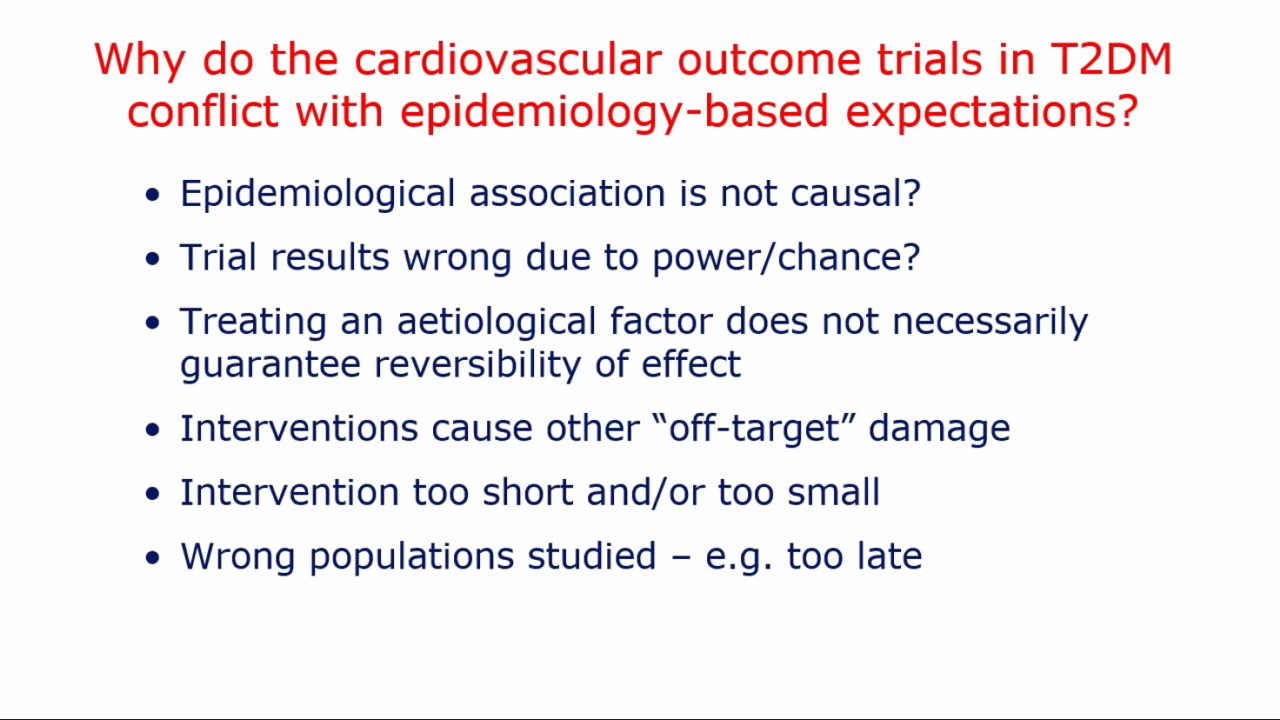 Why do the cardiovascular outcome trials in T2DM
conflict with epidemiology-based expectations?
• Epidemiological association is not causal?
• Trial results wrong due to power/chance?
• Treating an aetiological factor does not necessarily
guarantee reversibility of effect
• Interventions cause other “off-target” damage
• Intervention too short and/or too small
• Wrong populations studied – e.g. too late